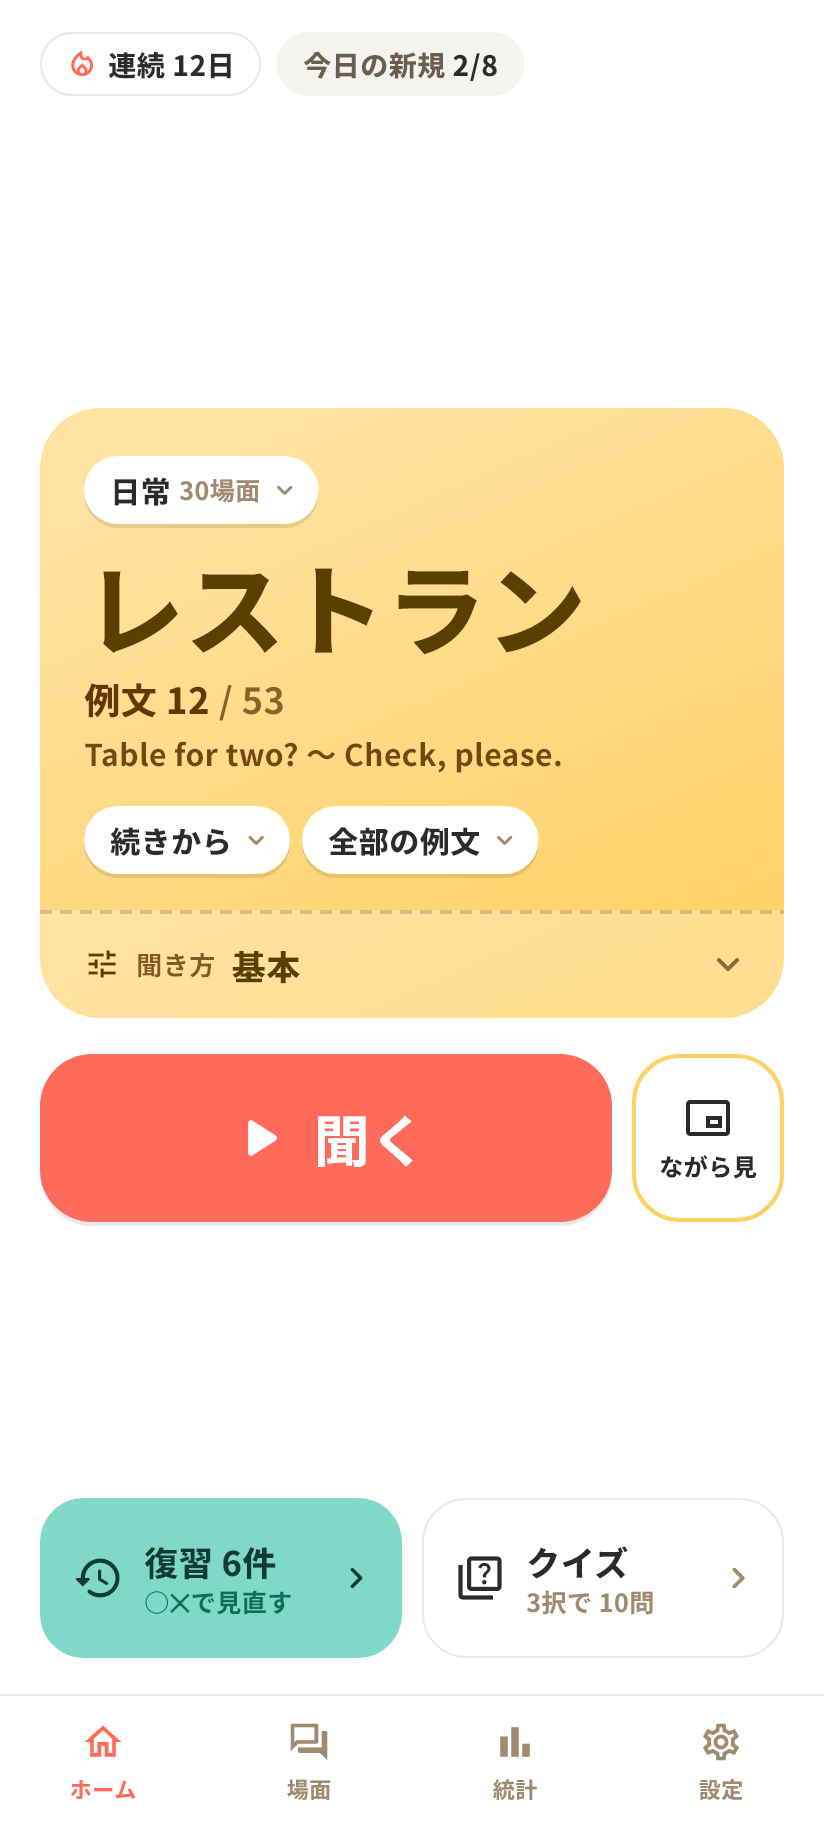 連続 12日
今日の新規 2/8
日常 30場面
レストラン
例文 12 / 53
Table for two? 〜 Check, please.
続きから
全部の例文
聞き方 基本
聞く
ながら見
復習 6件
○×で見直す
クイズ
3択で 10問
ホーム
場面
統計
設定